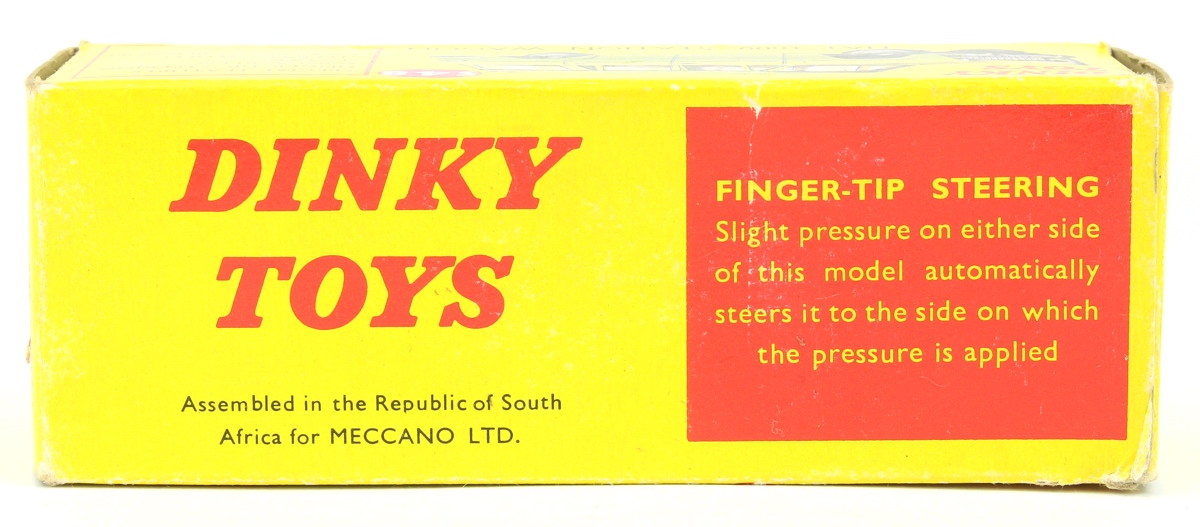 DINKY
TOYS
Assembled in the Republic of South
Africa for MECCANO LTD.
FINGER-TIP STEERING
Slight pressure on either side
of this model automatically
steers it to the side on which
the pressure is applied